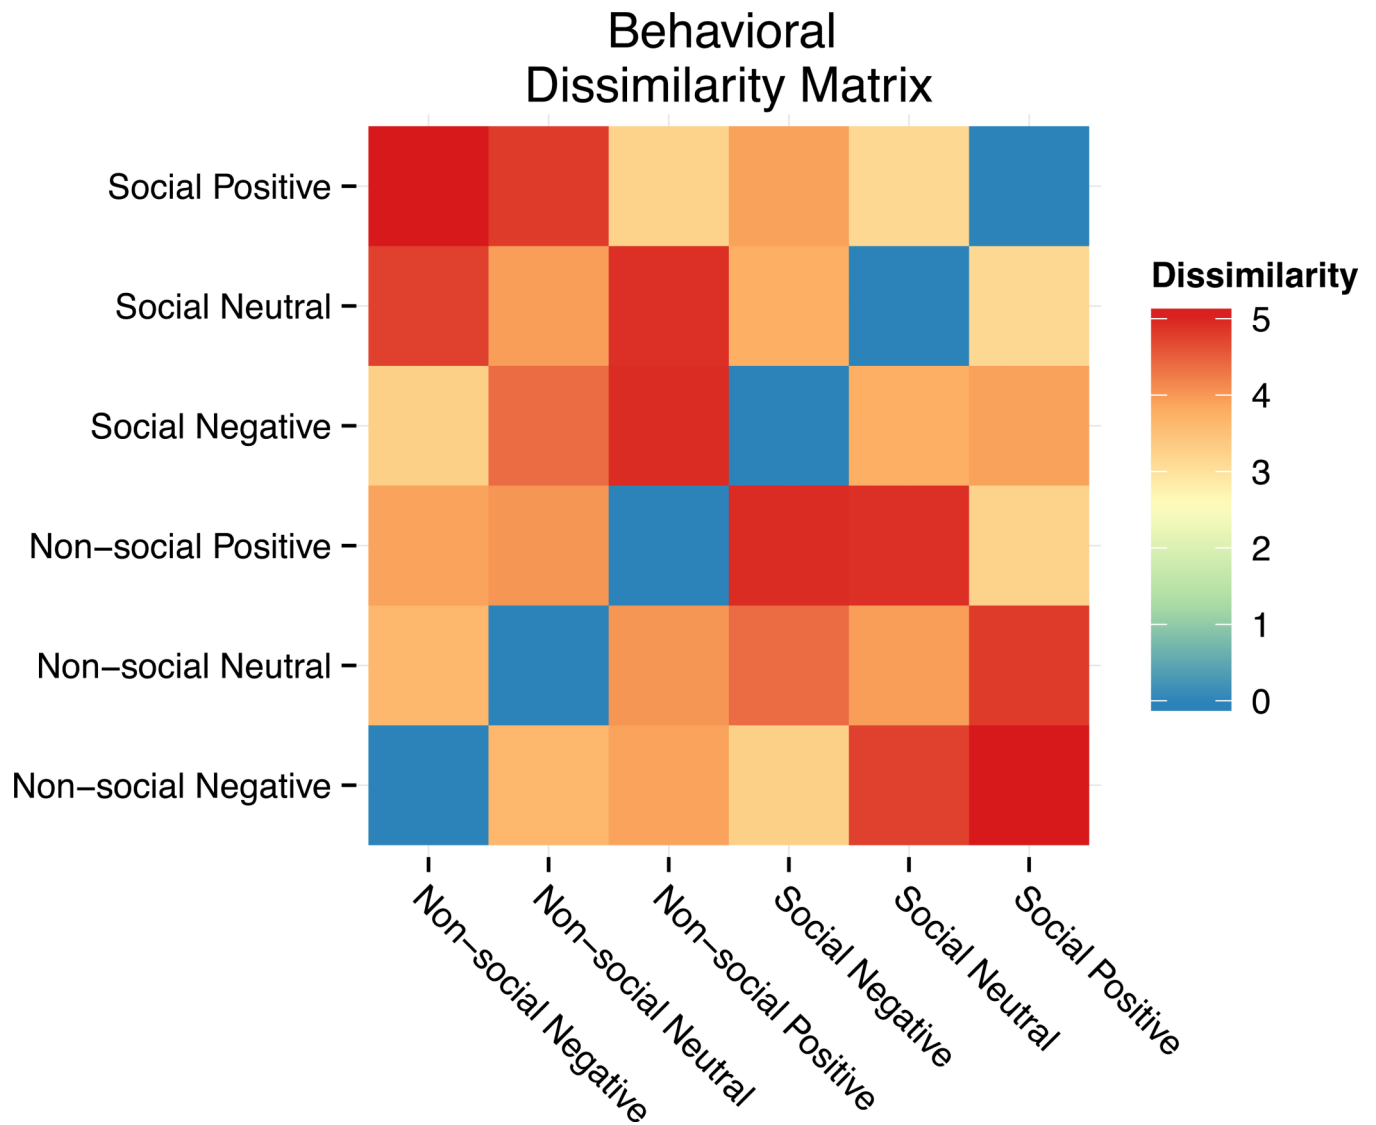 Behavioral
Dissimilarity Matrix
Social Positive
Social Neutral
Social Negative
Non−social Positive
Non−social Neutral
Non−social Negative
Dissimilarity
5
4
3
2
1
0
Non−social Negative
Non−social Neutral
Non−social Positive
Social Negative
Social Neutral
Social Positive